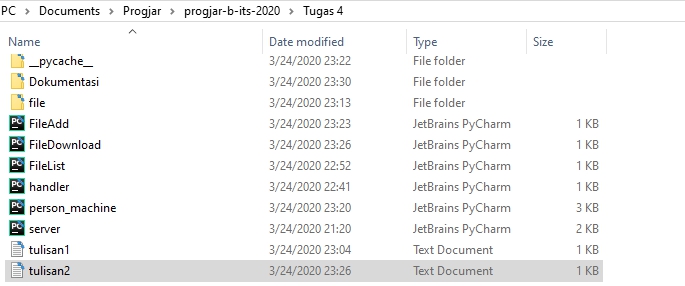 PC > Documents > Progjar > progjar-b-its-2020 > Tugas 4
Name Date modified Type Size
__pycache__ 3/24/2020 23:22 File folder
Dokumentasi 3/24/2020 23:30 File folder
file 3/24/2020 23:13 File folder
FileAdd 3/24/2020 23:23 JetBrains PyCharm 1 KB
FileDownload 3/24/2020 23:26 JetBrains PyCharm 1 KB
FileList 3/24/2020 22:52 JetBrains PyCharm 1 KB
handler 3/24/2020 22:41 JetBrains PyCharm 1 KB
person_machine 3/24/2020 23:20 JetBrains PyCharm 3 KB
server 3/24/2020 21:20 JetBrains PyCharm 2 KB
tulisan1 3/24/2020 23:04 Text Document 1 KB
tulisan2 3/24/2020 23:26 Text Document 1 KB